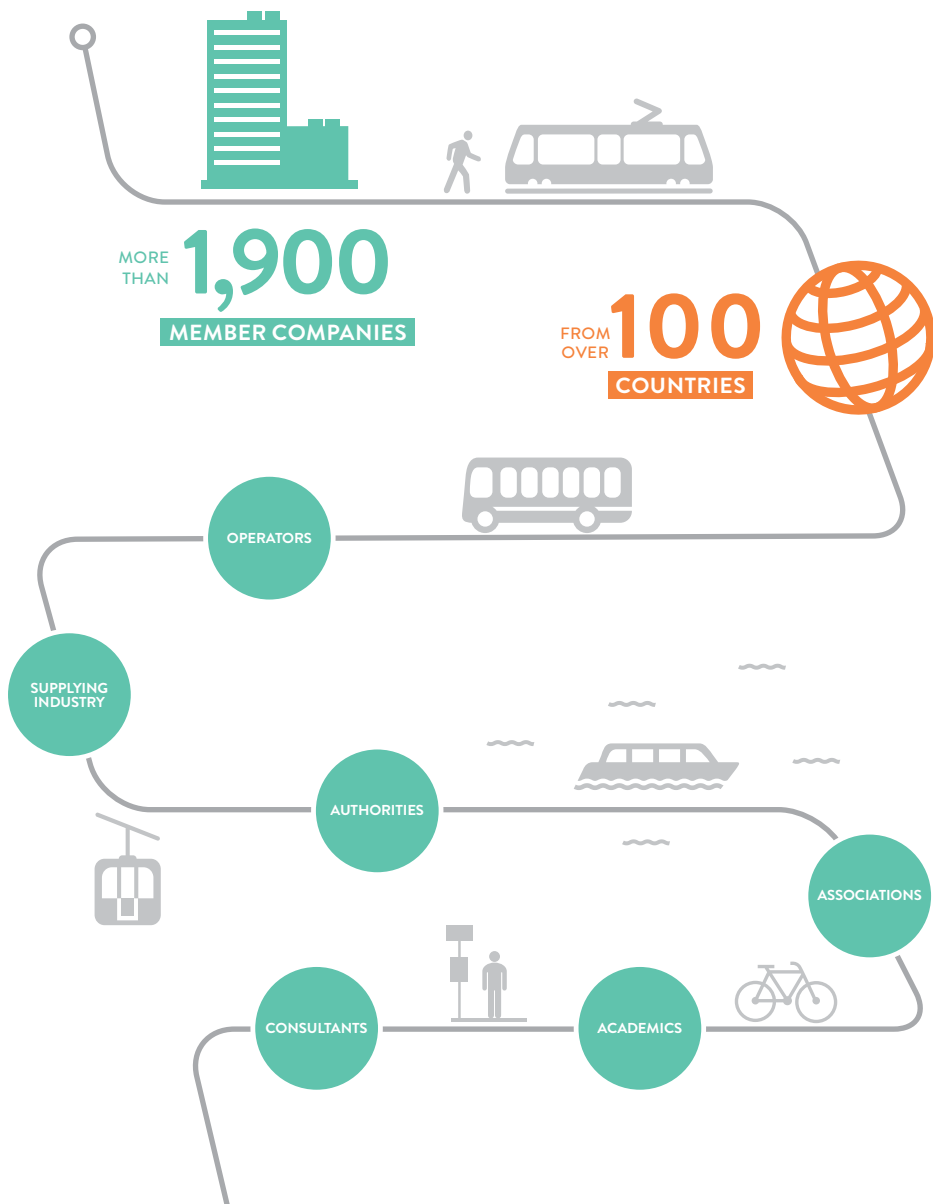 MORE
THAN
1,900
MEMBER COMPANIES
FROM
OVER
100
COUNTRIES
OPERATORS
SUPPLYING
INDUSTRY
AUTHORITIES
ASSOCIATIONS
ACADEMICS
CONSULTANTS